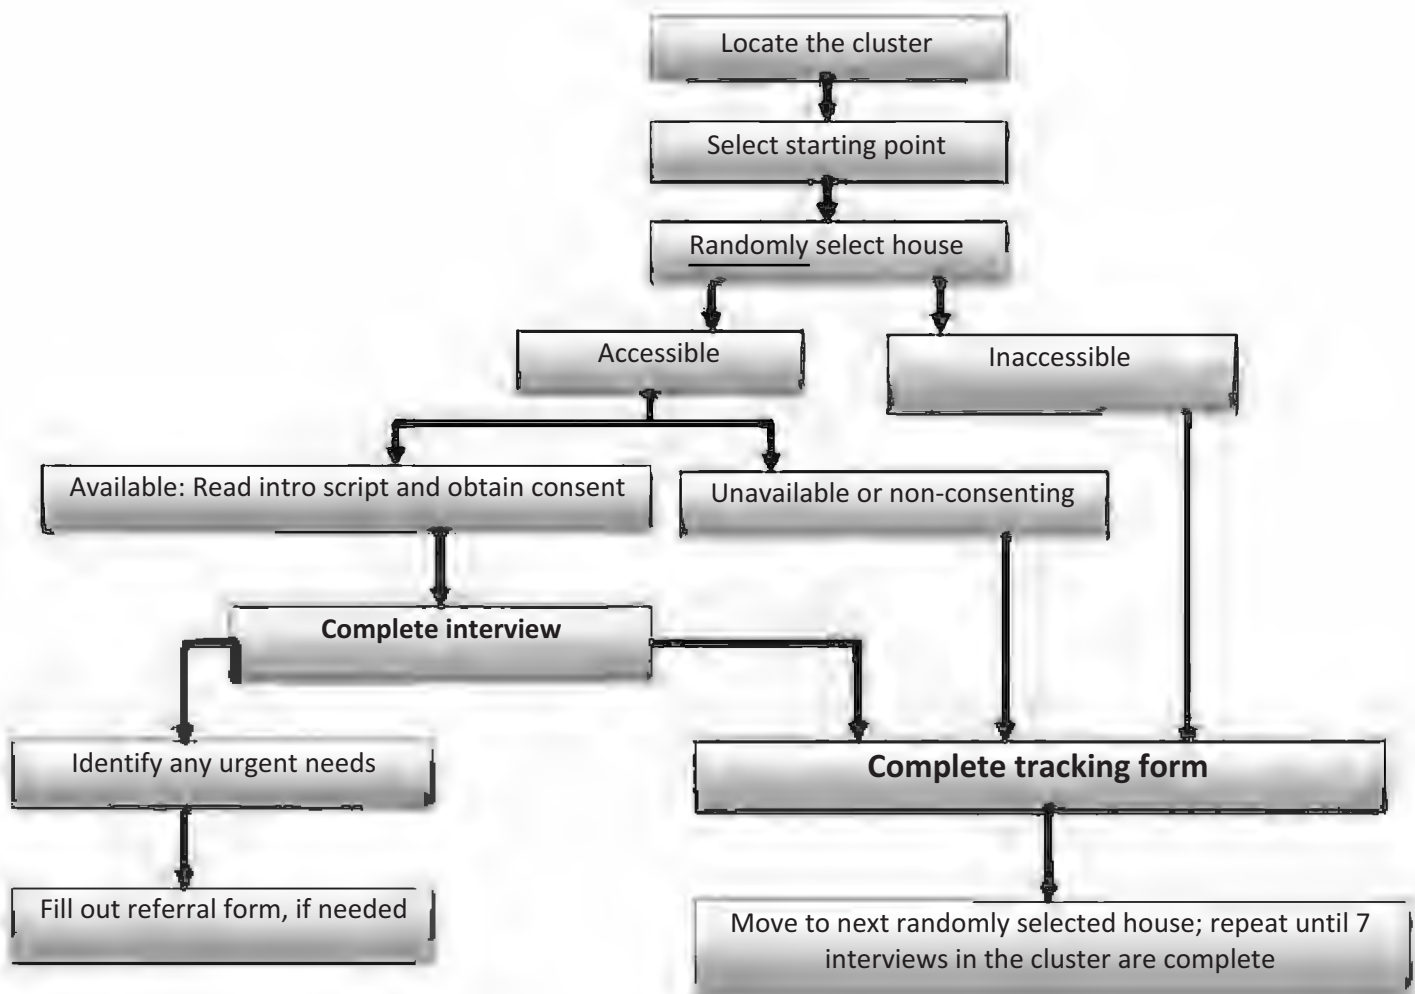 Locate the cluster
Select starting point
Randomly select house
Accessible
Inaccessible
Available: Read intro script and obtain consent
Unavailable or non-consenting
Complete interview
Identify any urgent needs
Complete tracking form
Fill out referral form, if needed
Move to next randomly selected house; repeat until 7
interviews in the cluster are complete